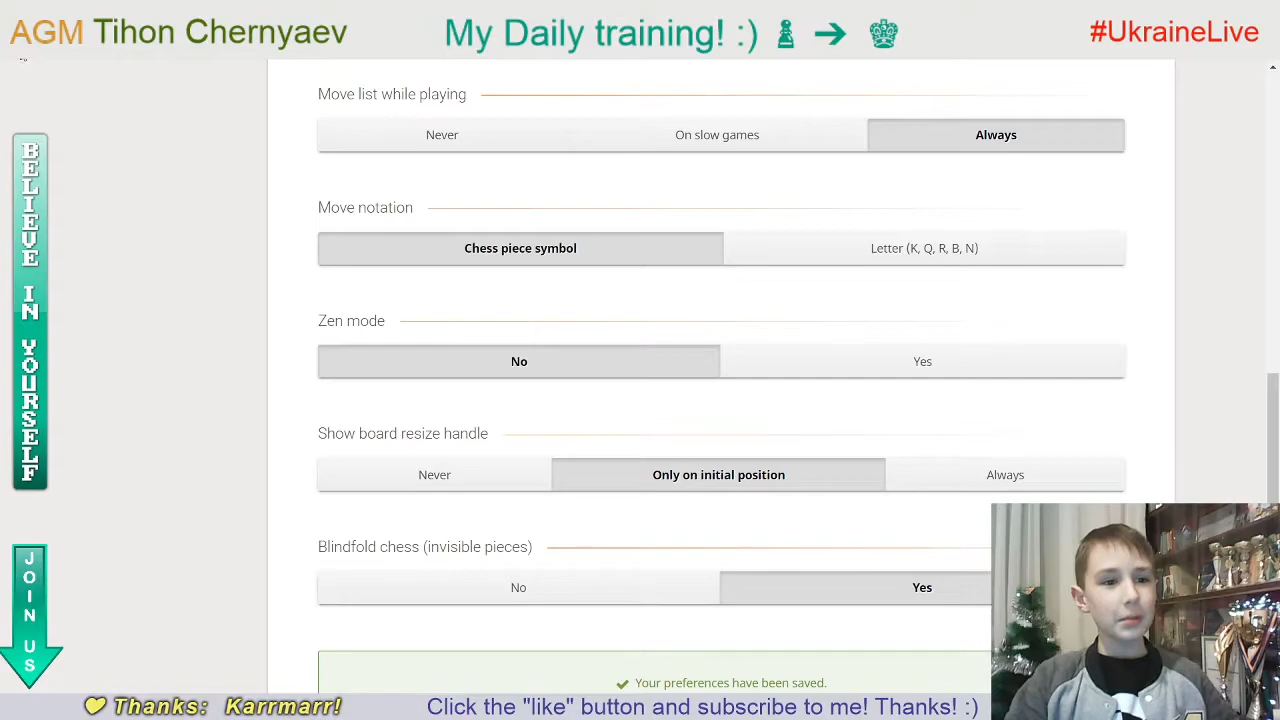 AGM Tihon Chernyaev
My Daily training! :)
#UkraineLive
BELIEVE IN YOURSELF
JOIN US
Move list while playing
Never
On slow games
Always
Move notation
Chess piece symbol
Letter (K, Q, R, B, N)
Zen mode
No
Yes
Show board resize handle
Never
Only on initial position
Always
Blindfold chess (invisible pieces)
No
Yes
Your preferences have been saved.
Thanks: Karrmarr!
Click the "like" button and subscribe to me! Thanks! :)